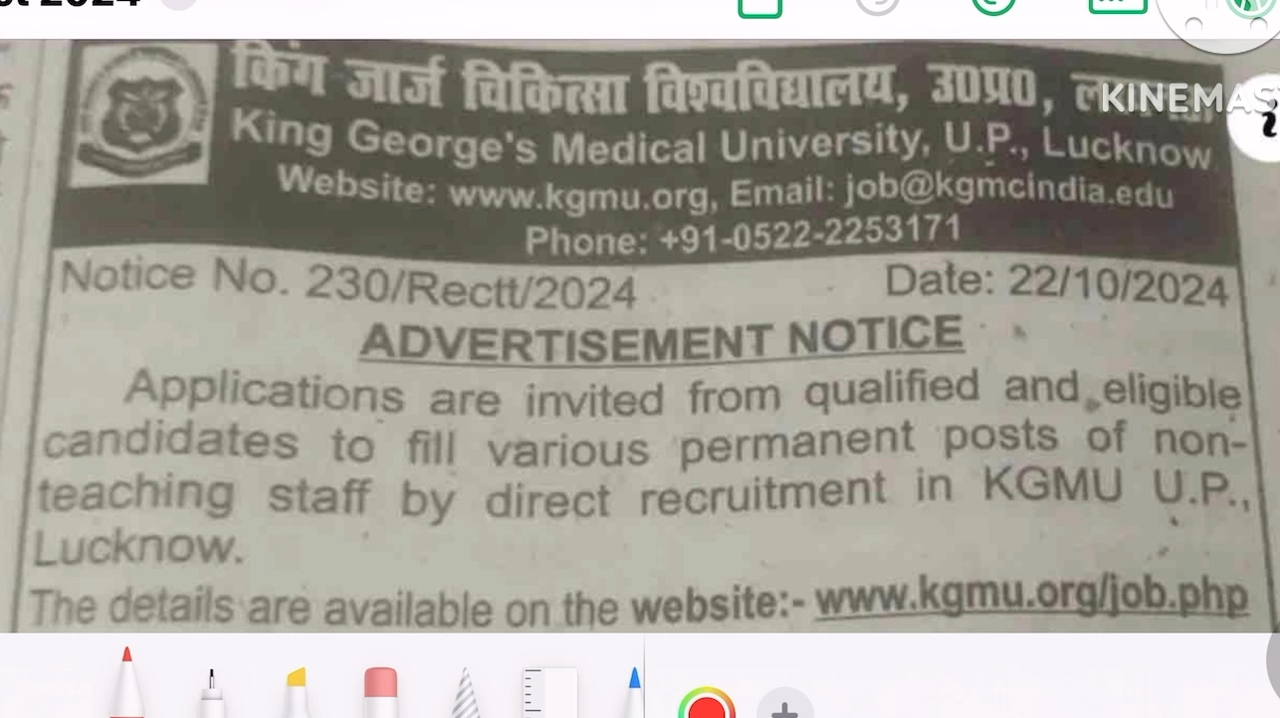 2024
KINEMAS
किंग जार्ज चिकित्सा विश्वविद्यालय, उ0प्र0,
King George's Medical University, U.P., Lucknow
Website: www.kgmu.org, Email: job@kgmcindia.edu
Phone: +91-0522-2253171
Notice No. 230/Rectt/2024 Date: 22/10/2024
ADVERTISEMENT NOTICE
Applications are invited from qualified and eligible
candidates to fill various permanent posts of non-
teaching staff by direct recruitment in KGMU U.P.,
Lucknow.
The details are available on the website:- www.kgmu.org/job.php